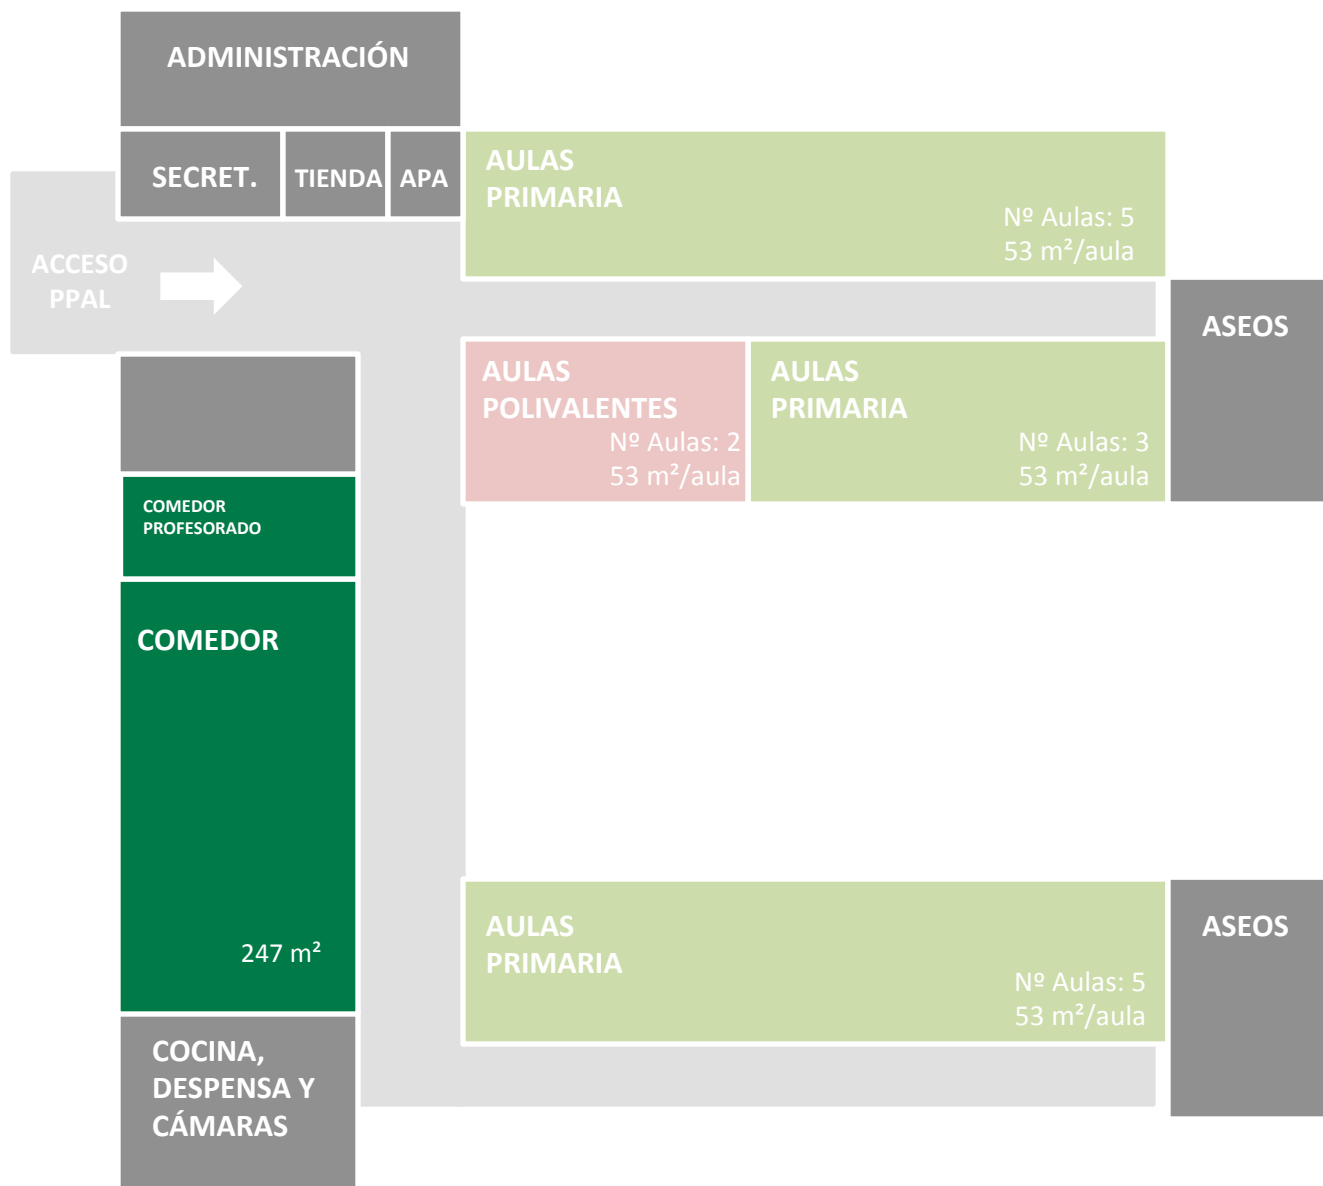 ADMINISTRACIÓN
SECRET.
TIENDA
APA
AULAS
PRIMARIA
Nº Aulas: 5
53 m²/aula
ACCESO
PPAL
ASEOS
AULAS
POLIVALENTES
Nº Aulas: 2
53 m²/aula
AULAS
PRIMARIA
Nº Aulas: 3
53 m²/aula
COMEDOR
PROFESORADO
COMEDOR
247 m²
AULAS
PRIMARIA
Nº Aulas: 5
53 m²/aula
ASEOS
COCINA,
DESPENSA Y
CÁMARAS